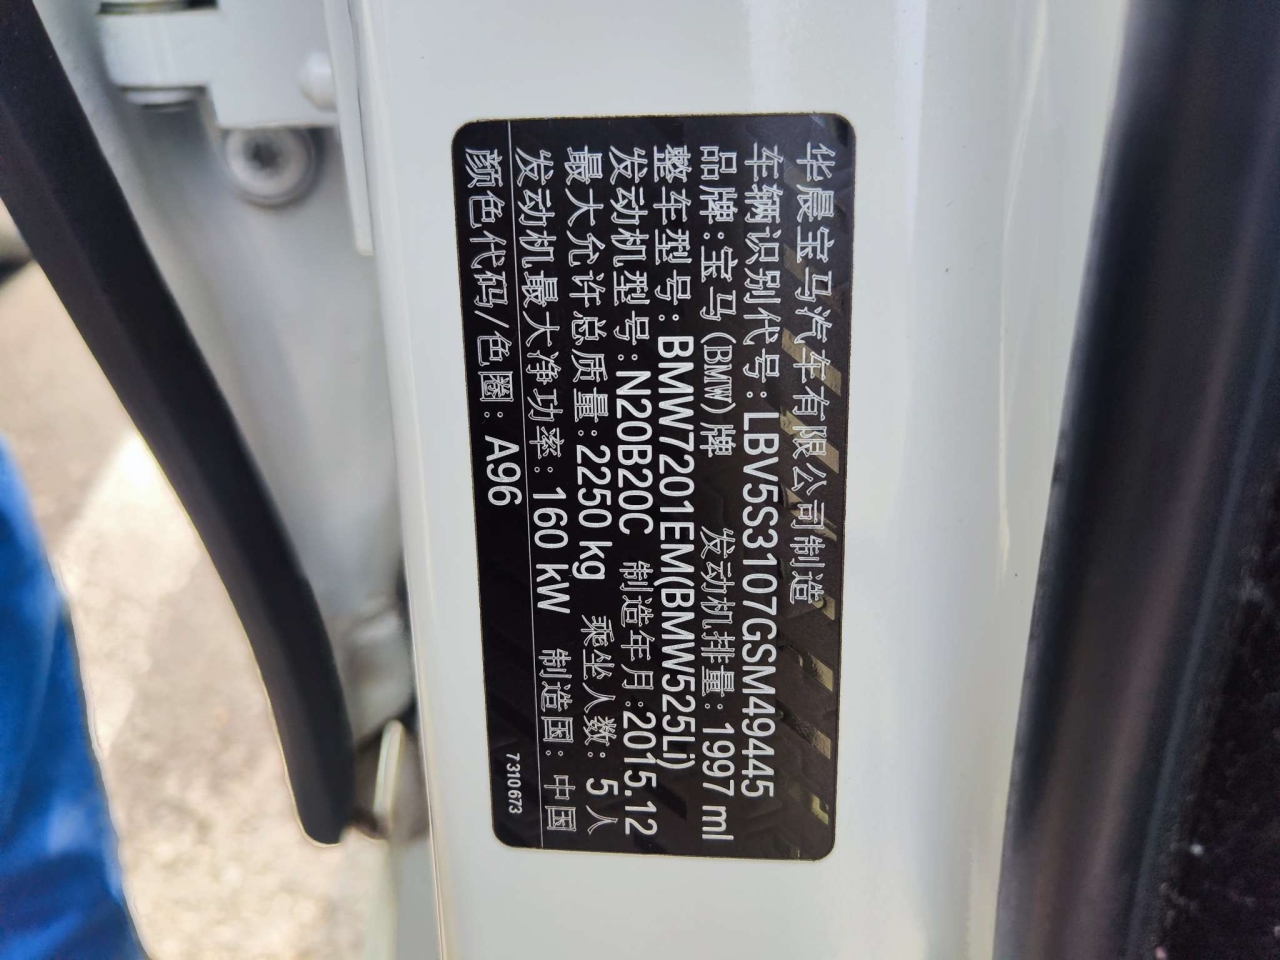 华晨宝马汽车有限公司制造
车辆识别代号:LBV5S3107GSM49445
品牌:宝马(BMW)牌 发动机排量:1997 ml
整车型号:BMW7201EM(BMW525Li)
发动机型号:N20B20C 制造年月:2015.12
最大允许总质量:2250 kg 乘坐人数:5人
发动机最大净功率:160 kW 制造国:中国
颜色代码/色圈:A96 7310673